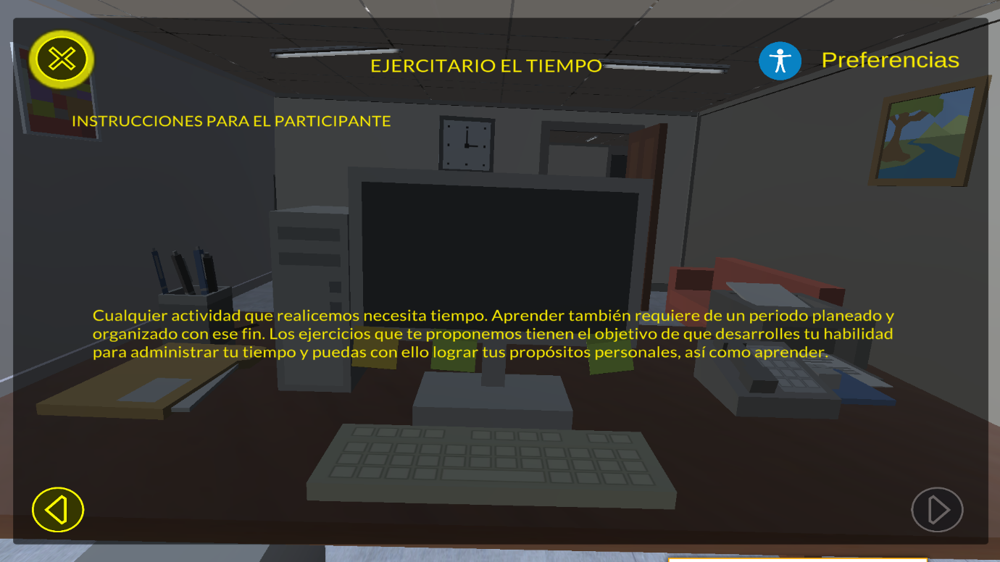 EJERCITARIO EL TIEMPO
Preferencias
INSTRUCCIONES PARA EL PARTICIPANTE
Cualquier actividad que realicemos necesita tiempo. Aprender también requiere de un periodo planeado y
organizado con ese fin. Los ejercicios que te proponemos tienen el objetivo de que desarrolles tu habilidad
para administrar tu tiempo y puedas con ello lograr tus propósitos personales, así como aprender.